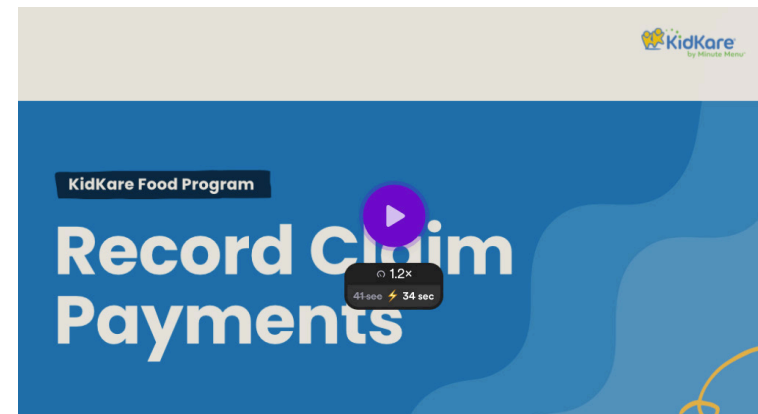 KidKare
by Minute Menu
KidKare Food Program
Record Claim
1.2×
41 sec ⚡ 34 sec
Payments